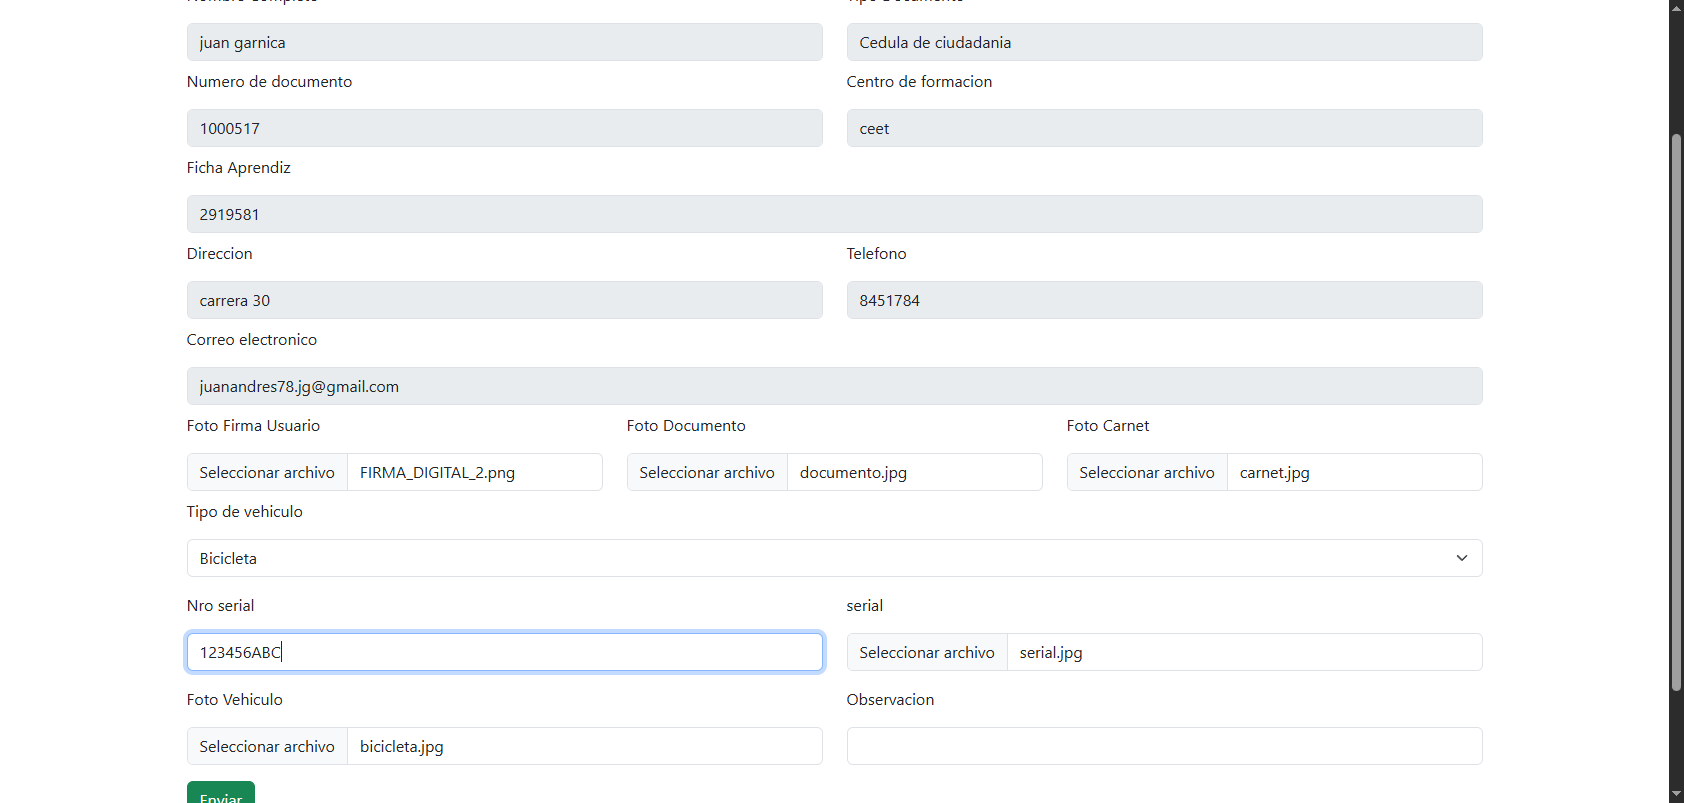 juan garnica
Cedula de ciudadania
Numero de documento
Centro de formacion
1000517
ceet
Ficha Aprendiz
2919581
Direccion
Telefono
carrera 30
8451784
Correo electronico
juanandres78.jg@gmail.com
Foto Firma Usuario
Foto Documento
Foto Carnet
Seleccionar archivo FIRMA_DIGITAL_2.png
Seleccionar archivo documento.jpg
Seleccionar archivo carnet.jpg
Tipo de vehiculo
Bicicleta
Nro serial
serial
123456ABC
Seleccionar archivo serial.jpg
Foto Vehiculo
Observacion
Seleccionar archivo bicicleta.jpg
Enviar